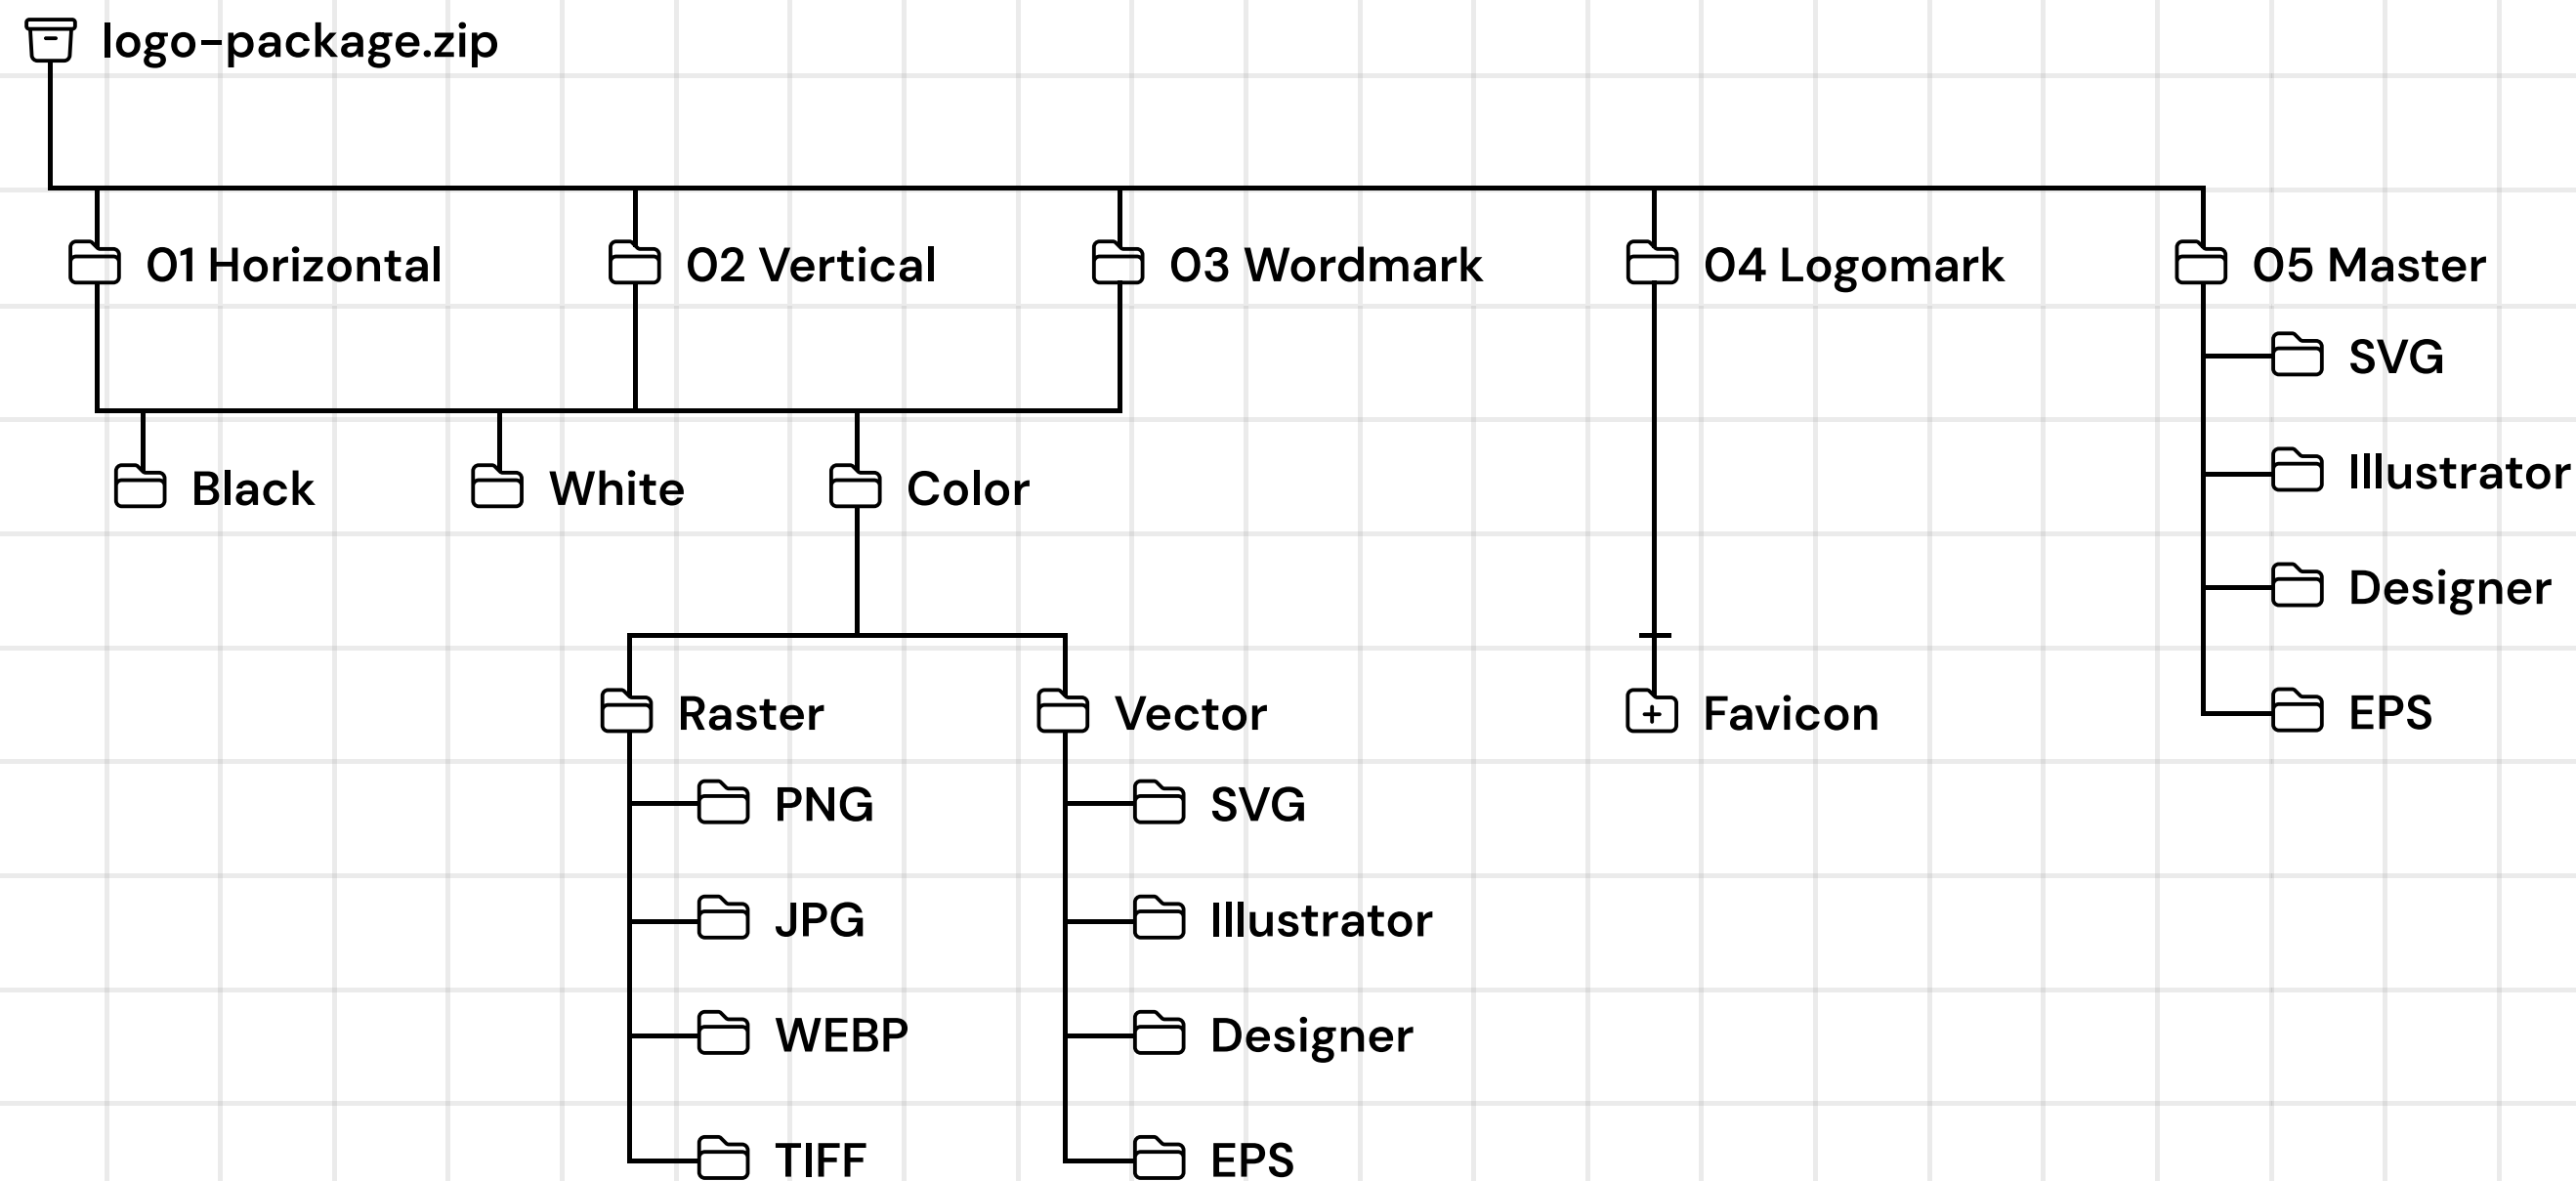 logo-package.zip
01 Horizontal
02 Vertical
03 Wordmark
04 Logomark
05 Master
SVG
Illustrator
Designer
EPS
Black
White
Color
Raster
PNG
JPG
WEBP
TIFF
Vector
SVG
Illustrator
Designer
EPS
Favicon